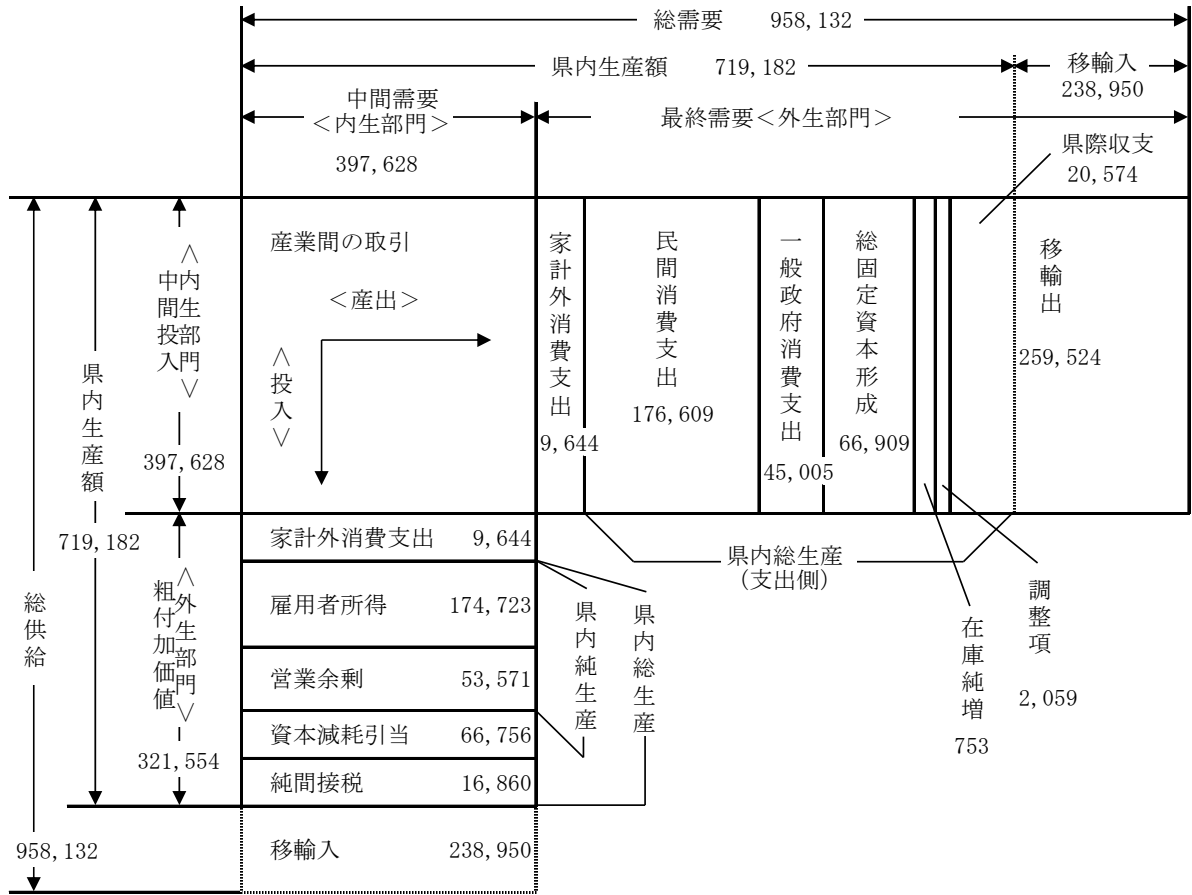 総需要 958,132
県内生産額 719,182
移輸入
238,950
中間需要
＜内生部門＞
397,628
最終需要＜外生部門＞
県際収支
20,574
産業間の取引
＜産出＞
＜投入＞
家計外消費支出
9,644
民間消費支出
176,609
一般政府消費支出
45,005
総固定資本形成
66,909
移輸出
259,524
＜内生部門＞
中間投入
397,628
県内生産額
719,182
総供給
958,132
＜外生部門＞
粗付加価値
321,554
家計外消費支出 9,644
雇用者所得 174,723
営業余剰 53,571
資本減耗引当 66,756
純間接税 16,860
移輸入 238,950
県内純生産
県内総生産
県内総生産
（支出側）
在庫純増
753
調整項
2,059